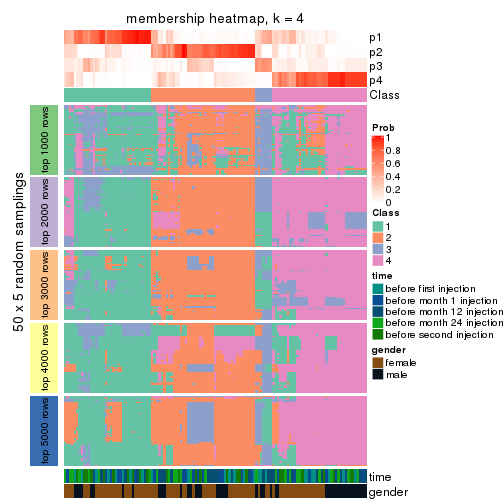 membership heatmap, k = 4
p1
p2
p3
p4
Class
50 x 5 random samplings
top 1000 rows
top 2000 rows
top 3000 rows
top 4000 rows
top 5000 rows
time
gender
Prob
1
0.8
0.6
0.4
0.2
0
Class
1
2
3
4
time
before first injection
before month 1 injection
before month 12 injection
before month 24 injection
before second injection
gender
female
male